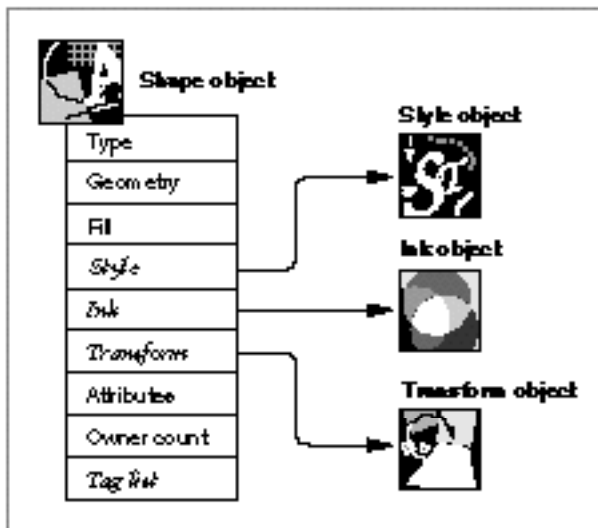 Shape object
Type
Geometry
Fill
Style
Ink
Transform
Attributes
Owner count
Tag list
Style object
Ink object
Transform object